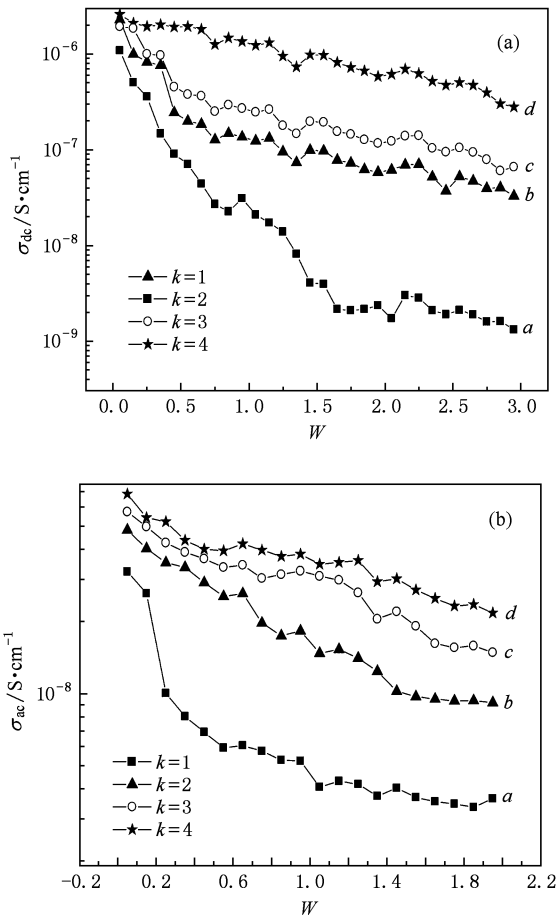 (a)
10⁻⁶
10⁻⁷
10⁻⁸
10⁻⁹
σdc/S•cm⁻¹
d
c
b
a
k=1
k=2
k=3
k=4
0.0 0.5 1.0 1.5 2.0 2.5 3.0
W
(b)
10⁻⁸
σac/S•cm⁻¹
d
c
b
a
k=1
k=2
k=3
k=4
-0.2 0.2 0.6 1.0 1.4 1.8 2.2
W